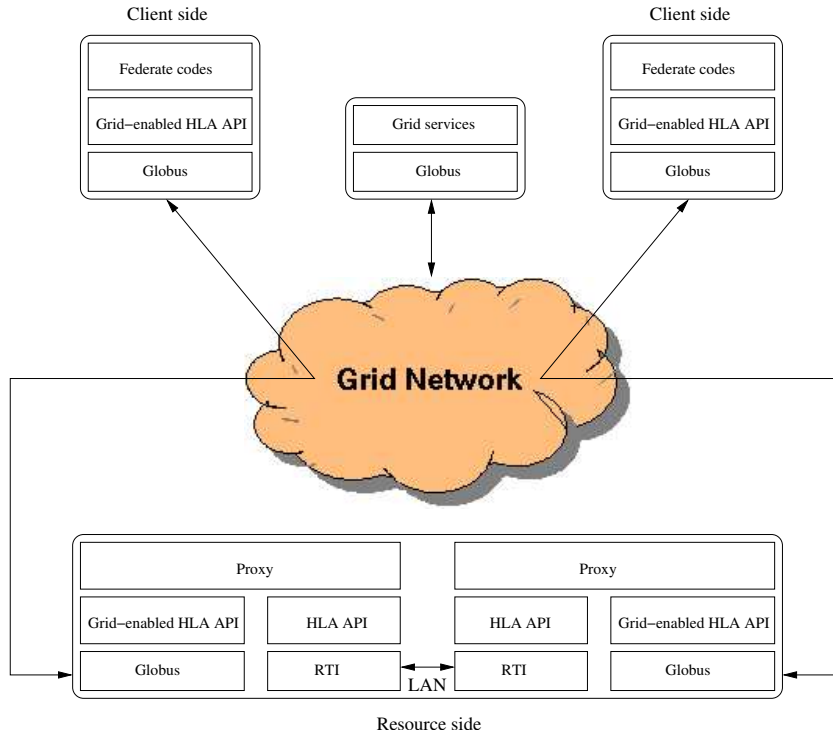 Client side
Client side
Federate codes
Grid−enabled HLA API
Globus
Grid services
Globus
Federate codes
Grid−enabled HLA API
Globus
Grid Network
Proxy
Grid−enabled HLA API
HLA API
Globus
RTI
LAN
Proxy
HLA API
Grid−enabled HLA API
RTI
Globus
Resource side